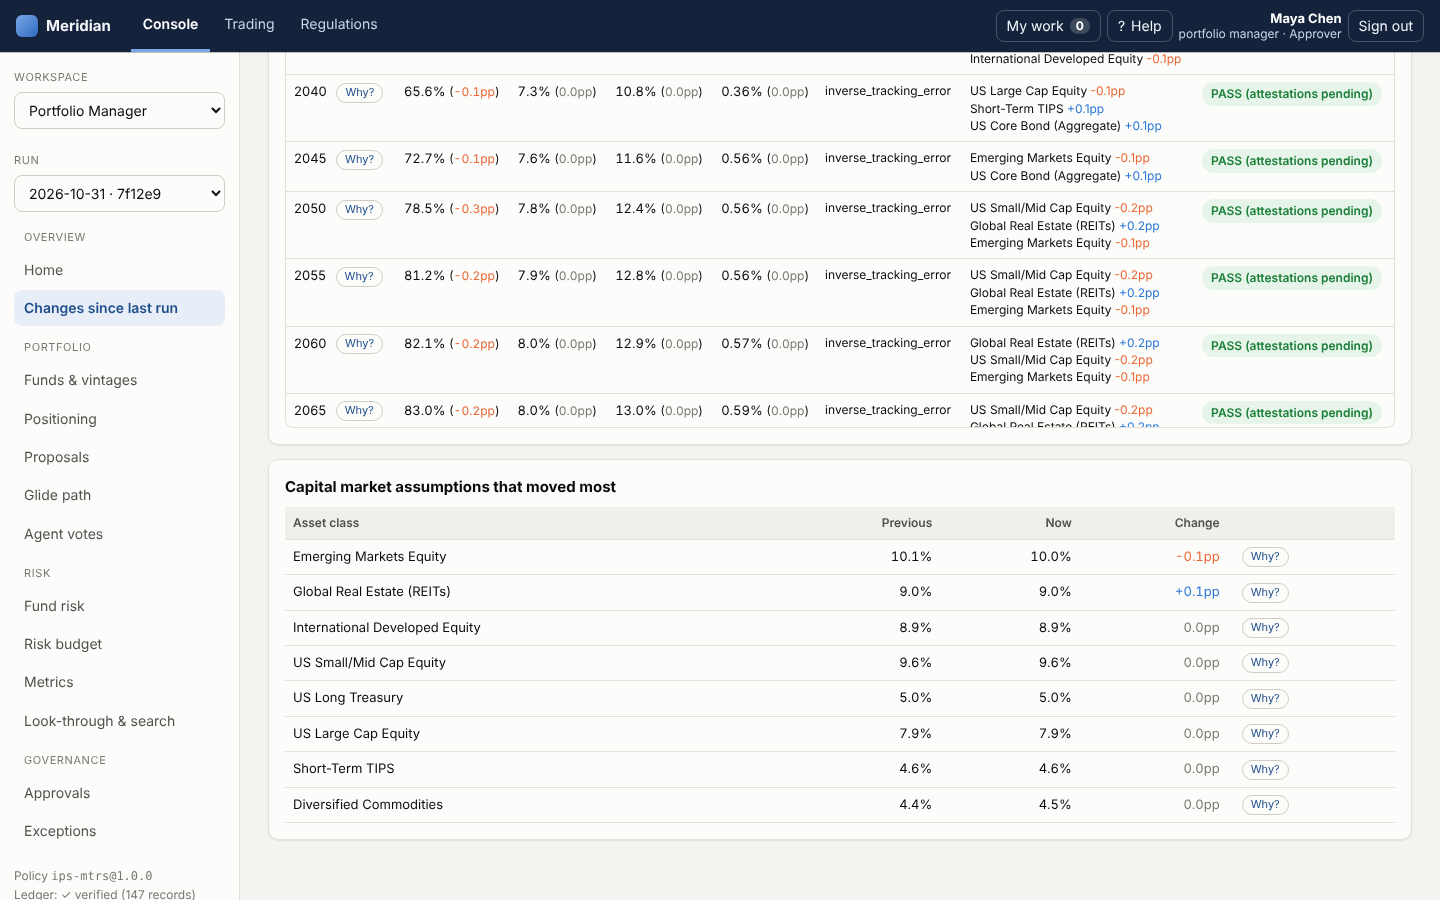 Meridian
Console
Trading
Regulations
My work 0
? Help
Maya Chen
portfolio manager · Approver
Sign out
WORKSPACE
Portfolio Manager
RUN
2026-10-31 · 7f12e9
OVERVIEW
Home
Changes since last run
PORTFOLIO
Funds & vintages
Positioning
Proposals
Glide path
Agent votes
RISK
Fund risk
Risk budget
Metrics
Look-through & search
GOVERNANCE
Approvals
Exceptions
Policy ips-mtrs@1.0.0
Ledger: ✓ verified (147 records)
International Developed Equity -0.1pp
2040 Why? 65.6% (-0.1pp) 7.3% (0.0pp) 10.8% (0.0pp) 0.36% (0.0pp) inverse_tracking_error US Large Cap Equity -0.1pp PASS (attestations pending)
Short-Term TIPS +0.1pp
US Core Bond (Aggregate) +0.1pp
2045 Why? 72.7% (-0.1pp) 7.6% (0.0pp) 11.6% (0.0pp) 0.56% (0.0pp) inverse_tracking_error Emerging Markets Equity -0.1pp PASS (attestations pending)
US Core Bond (Aggregate) +0.1pp
2050 Why? 78.5% (-0.3pp) 7.8% (0.0pp) 12.4% (0.0pp) 0.56% (0.0pp) inverse_tracking_error US Small/Mid Cap Equity -0.2pp PASS (attestations pending)
Global Real Estate (REITs) +0.2pp
Emerging Markets Equity -0.1pp
2055 Why? 81.2% (-0.2pp) 7.9% (0.0pp) 12.8% (0.0pp) 0.56% (0.0pp) inverse_tracking_error US Small/Mid Cap Equity -0.2pp PASS (attestations pending)
Global Real Estate (REITs) +0.2pp
Emerging Markets Equity -0.1pp
2060 Why? 82.1% (-0.2pp) 8.0% (0.0pp) 12.9% (0.0pp) 0.57% (0.0pp) inverse_tracking_error Global Real Estate (REITs) +0.2pp PASS (attestations pending)
US Small/Mid Cap Equity -0.2pp
Emerging Markets Equity -0.1pp
2065 Why? 83.0% (-0.2pp) 8.0% (0.0pp) 13.0% (0.0pp) 0.59% (0.0pp) inverse_tracking_error US Small/Mid Cap Equity -0.2pp PASS (attestations pending)
Global Real Estate (REITs) +0.2pp
Capital market assumptions that moved most
Asset class Previous Now Change
Emerging Markets Equity 10.1% 10.0% -0.1pp Why?
Global Real Estate (REITs) 9.0% 9.0% +0.1pp Why?
International Developed Equity 8.9% 8.9% 0.0pp Why?
US Small/Mid Cap Equity 9.6% 9.6% 0.0pp Why?
US Long Treasury 5.0% 5.0% 0.0pp Why?
US Large Cap Equity 7.9% 7.9% 0.0pp Why?
Short-Term TIPS 4.6% 4.6% 0.0pp Why?
Diversified Commodities 4.4% 4.5% 0.0pp Why?